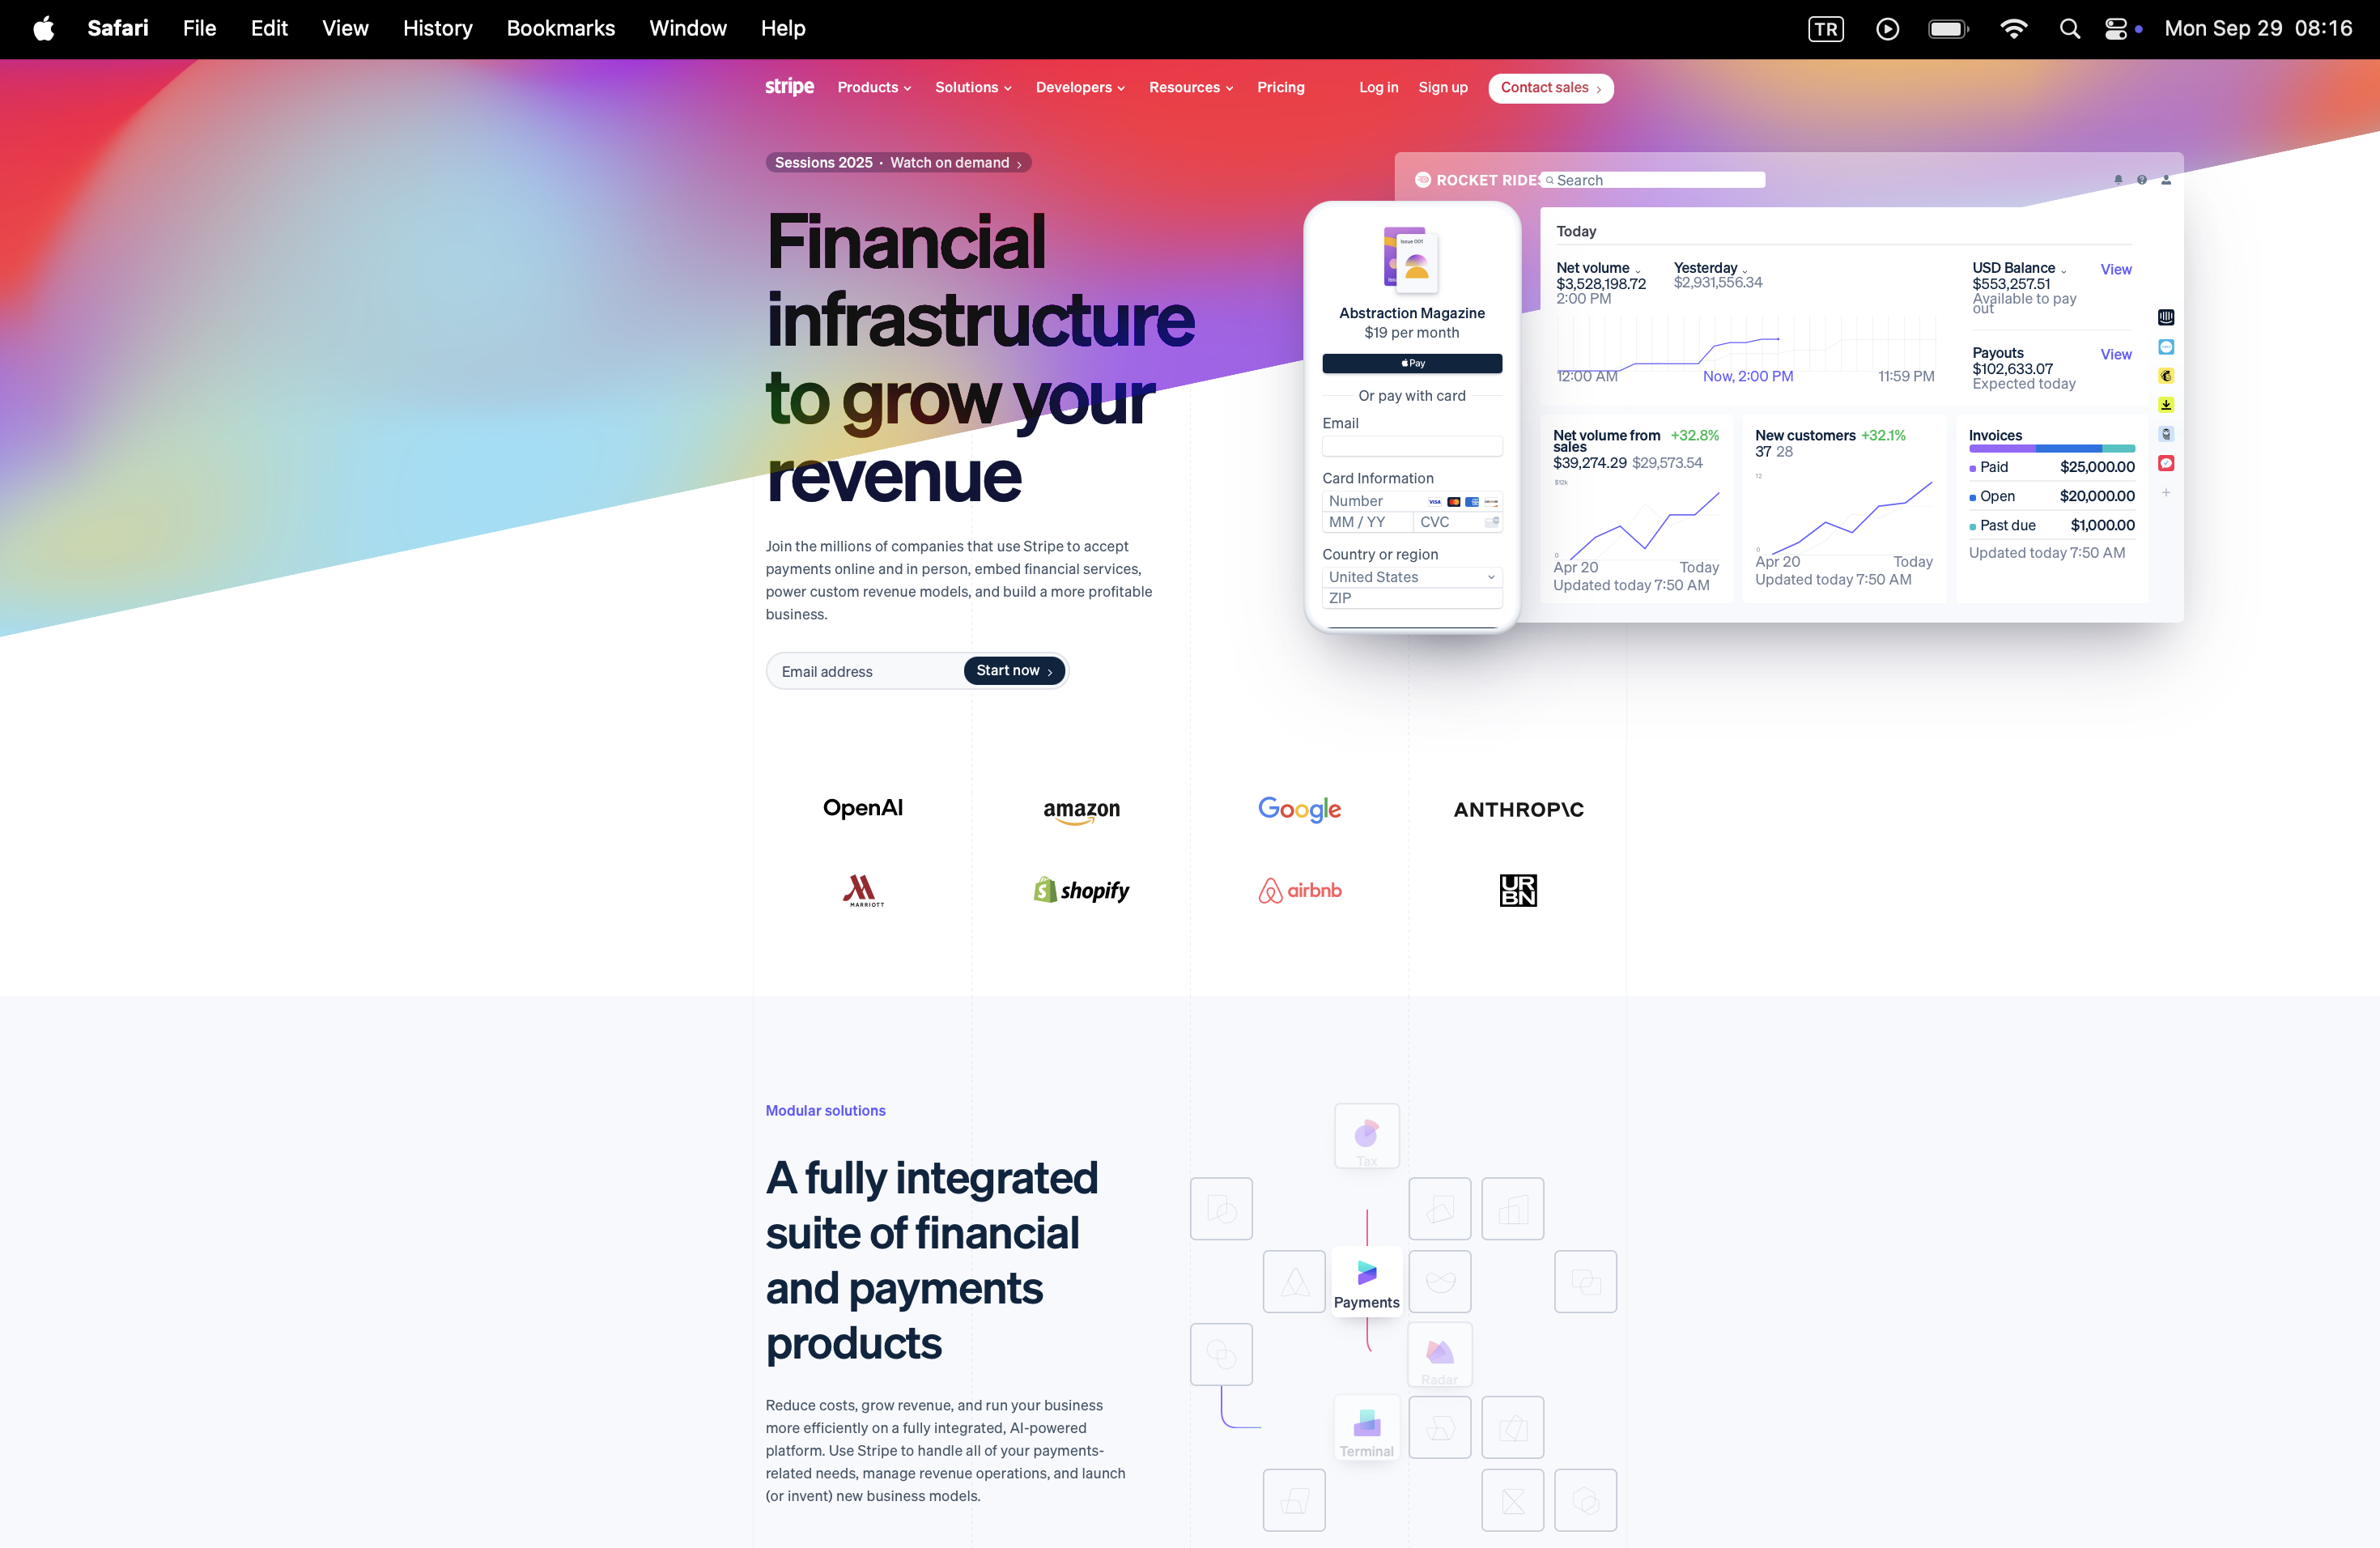 Safari File Edit View History Bookmarks Window Help TR Mon Sep 29 08:16
stripe Products Solutions Developers Resources Pricing Log in Sign up Contact sales
Sessions 2025 · Watch on demand
Financial
infrastructure
to grow your
revenue
Join the millions of companies that use Stripe to accept
payments online and in person, embed financial services,
power custom revenue models, and build a more profitable
business.
Email address Start now
Abstraction Magazine
$19 per month
Pay
Or pay with card
Email
Card Information
Number VISA
MM / YY CVC
Country or region
United States
ZIP
ROCKET RIDES Search
Today
Net volume Yesterday
$3,528,198.72 $2,931,556.34
2:00 PM
12:00 AM Now, 2:00 PM 11:59 PM
USD Balance View
$553,257.51
Available to pay
out
Payouts View
$102,633.07
Expected today
Net volume from +32.8%
sales
$39,274.29 $29,573.54
$12k
0
Apr 20 Today
Updated today 7:50 AM
New customers +32.1%
37 28
12
0
Apr 20 Today
Updated today 7:50 AM
Invoices
Paid $25,000.00
Open $20,000.00
Past due $1,000.00
Updated today 7:50 AM
OpenAI amazon Google ANTHROP\C
MARRIOTT shopify airbnb URBN
Modular solutions
A fully integrated
suite of financial
and payments
products
Reduce costs, grow revenue, and run your business
more efficiently on a fully integrated, AI-powered
platform. Use Stripe to handle all of your payments-
related needs, manage revenue operations, and launch
(or invent) new business models.
Tax
Payments
Radar
Terminal